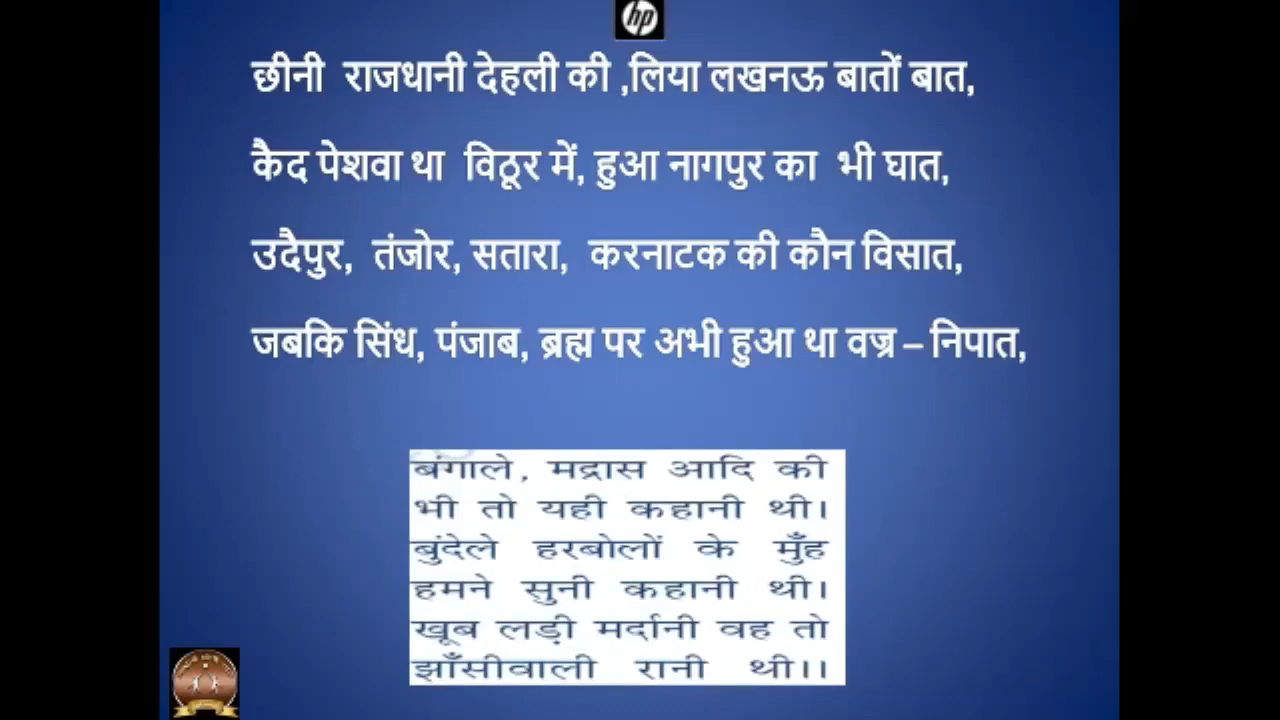 hp
छीनी राजधानी देहली की ,लिया लखनऊ बातों बात,
कैद पेशवा था विठूर में, हुआ नागपुर का भी घात,
उदैपुर, तंजोर, सतारा, करनाटक की कौन विसात,
जबकि सिंध, पंजाब, ब्रह्म पर अभी हुआ था वज्र – निपात,
बंगाले, मद्रास आदि की
भी तो यही कहानी थी।
बुंदेले हरबोलों के मुँह
हमने सुनी कहानी थी।
खूब लड़ी मर्दानी वह तो
झाँसीवाली रानी थी।।